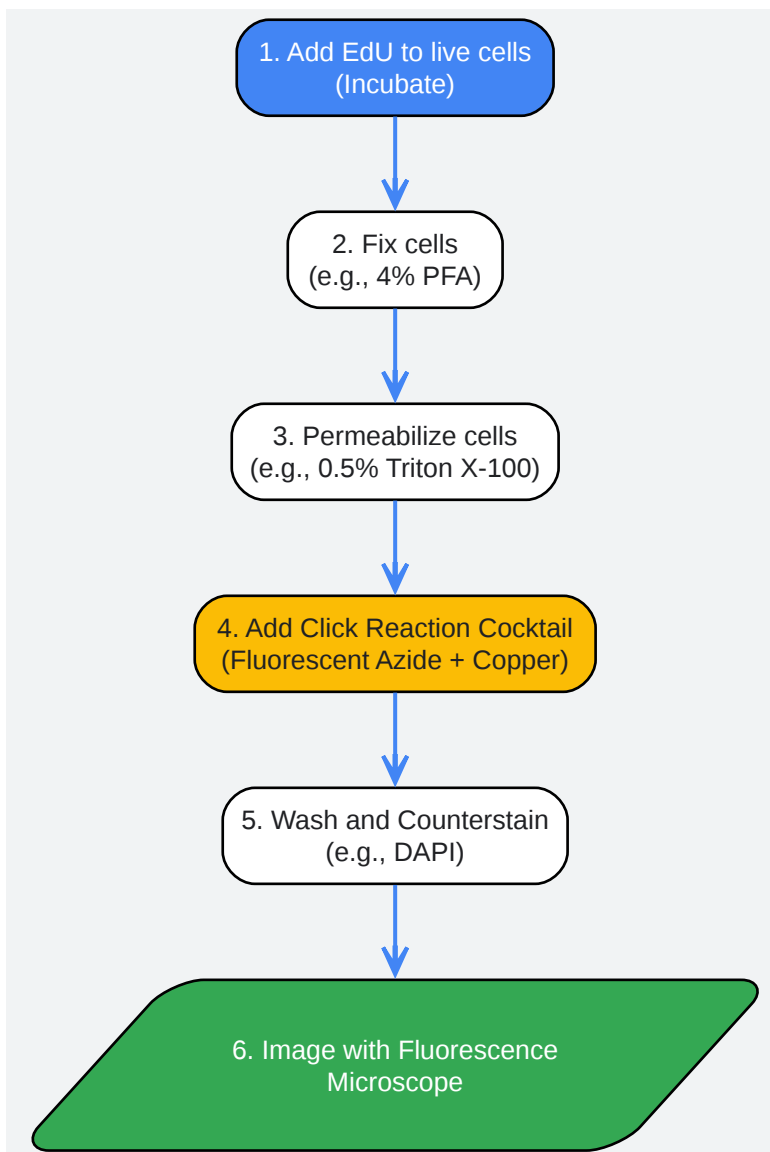 1. Add EdU to live cells
(Incubate)
2. Fix cells
(e.g., 4% PFA)
3. Permeabilize cells
(e.g., 0.5% Triton X-100)
4. Add Click Reaction Cocktail
(Fluorescent Azide + Copper)
5. Wash and Counterstain
(e.g., DAPI)
6. Image with Fluorescence
Microscope